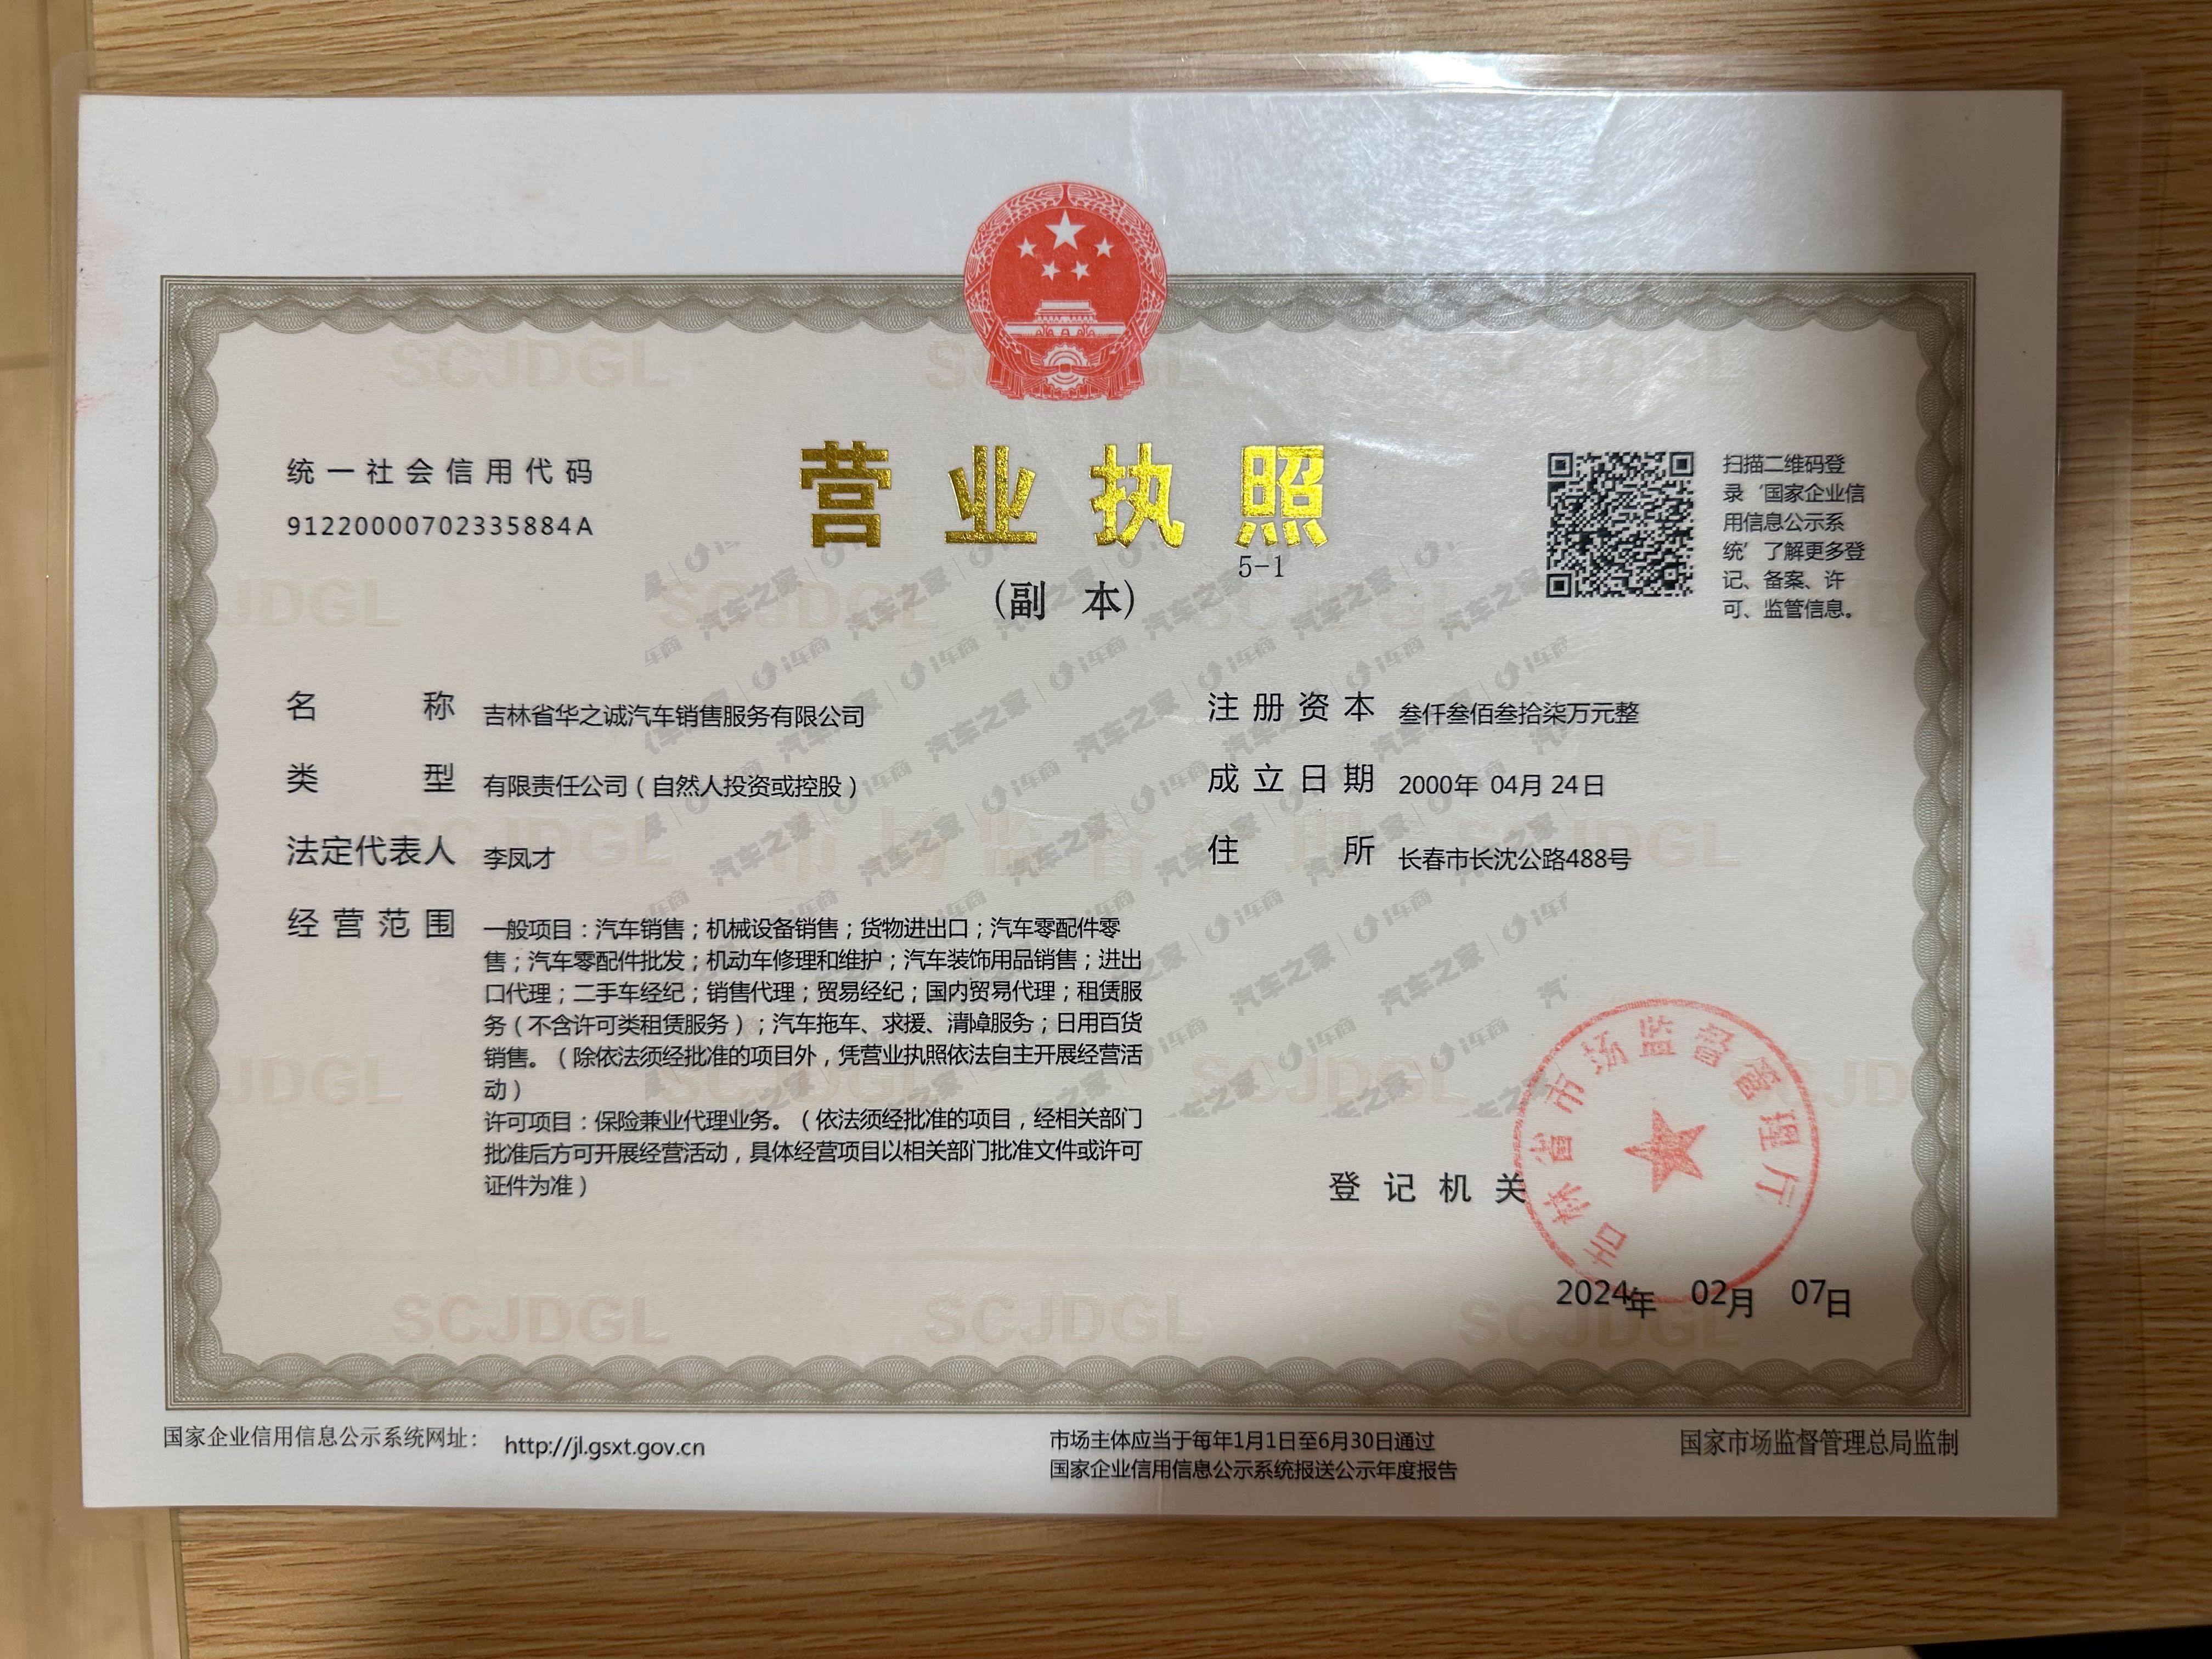 统一社会信用代码
91220000702335884A
营业执照
5-1
(副 本)
扫描二维码登
录‘国家企业信
用信息公示系
统’了解更多登
记、备案、许
可、监管信息。
名 称 吉林省华之诚汽车销售服务有限公司
类 型 有限责任公司(自然人投资或控股)
法定代表人 李凤才
经营范围 一般项目:汽车销售;机械设备销售;货物进出口;汽车零配件零
售;汽车零配件批发;机动车修理和维护;汽车装饰用品销售;进出
口代理;二手车经纪;销售代理;贸易经纪;国内贸易代理;租赁服
务(不含许可类租赁服务);汽车拖车、求援、清障服务;日用百货
销售。(除依法须经批准的项目外,凭营业执照依法自主开展经营活
动)
许可项目:保险兼业代理业务。(依法须经批准的项目,经相关部门
批准后方可开展经营活动,具体经营项目以相关部门批准文件或许可
证件为准)
注册资本 叁仟叁佰叁拾柒万元整
成立日期 2000年 04月 24日
住 所 长春市长沈公路488号
登记机关
吉林省市场监督管理厅
2024年 02月 07日
国家企业信用信息公示系统网址: http://jl.gsxt.gov.cn
市场主体应当于每年1月1日至6月30日通过
国家企业信用信息公示系统报送公示年度报告
国家市场监督管理总局监制
SCJDGL
汽车之家
i车商